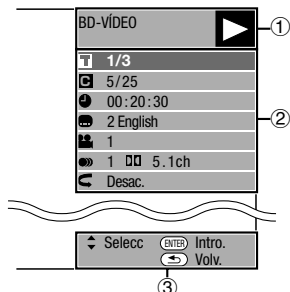 BD-VÍDEO
①
T 1/3
C 5/25
00:20:30
2 English
②
1
1 5.1ch
Desac.
Selecc ENTER Intro.
Volv.
③